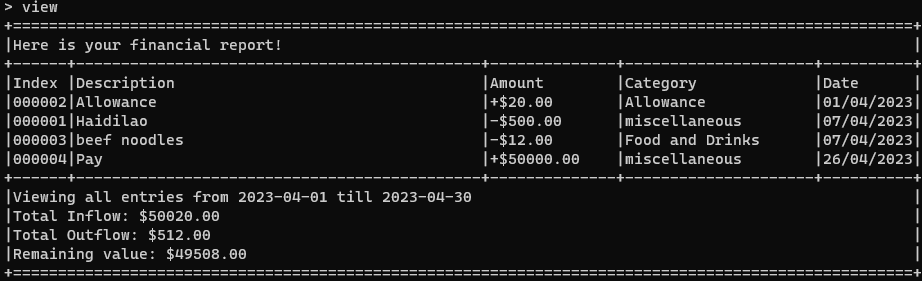 > view
+====================================================================================================+
|Here is your financial report!                                                                      |
+------+---------------------------------------------+--------------+---------------------+----------+
|Index |Description                                  |Amount        |Category             |Date      |
|000002|Allowance                                    |+$20.00       |Allowance            |01/04/2023|
|000001|Haidilao                                     |-$500.00      |miscellaneous        |07/04/2023|
|000003|beef noodles                                 |-$12.00       |Food and Drinks      |07/04/2023|
|000004|Pay                                          |+$50000.00    |miscellaneous        |26/04/2023|
+------+---------------------------------------------+--------------+---------------------+----------+
|Viewing all entries from 2023-04-01 till 2023-04-30                                                 |
|Total Inflow: $50020.00                                                                             |
|Total Outflow: $512.00                                                                              |
|Remaining value: $49508.00                                                                          |
+====================================================================================================+